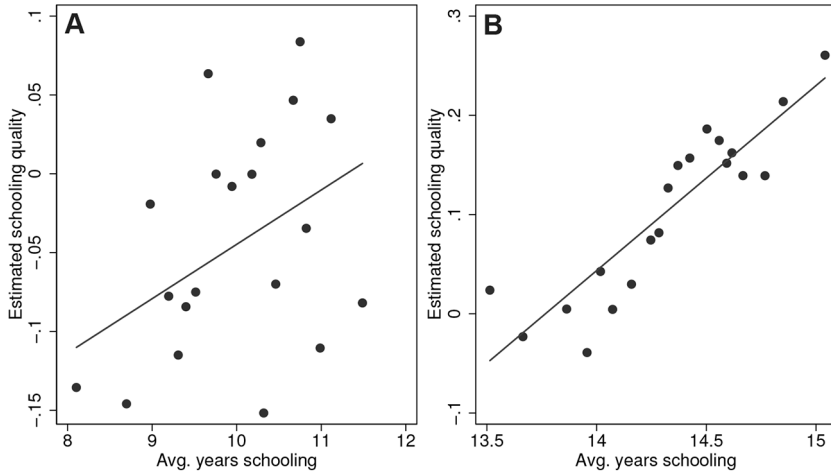 A
Estimated schooling quality
.1
.05
0
-.05
-.1
-.15
8 9 10 11 12
Avg. years schooling
B
Estimated schooling quality
.3
.2
.1
0
-.1
13.5 14 14.5 15
Avg. years schooling